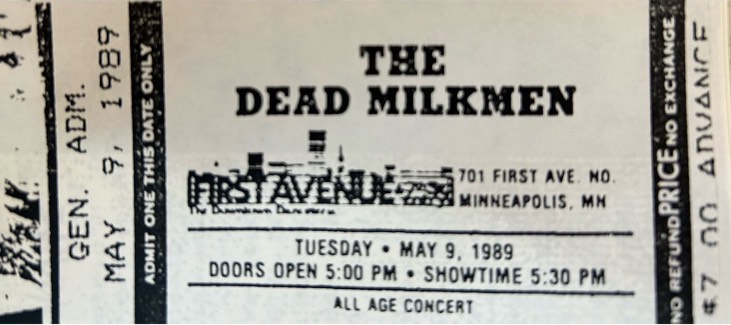 GEN. ADM.
MAY 9, 1989
ADMIT ONE THIS DATE ONLY
THE
DEAD MILKMEN
FIRST AVENUE
701 FIRST AVE. NO.
MINNEAPOLIS, MN
TUESDAY • MAY 9, 1989
DOORS OPEN 5:00 PM • SHOWTIME 5:30 PM
ALL AGE CONCERT
NO REFUND PRICE NO EXCHANGE
$7.00 ADVANCE